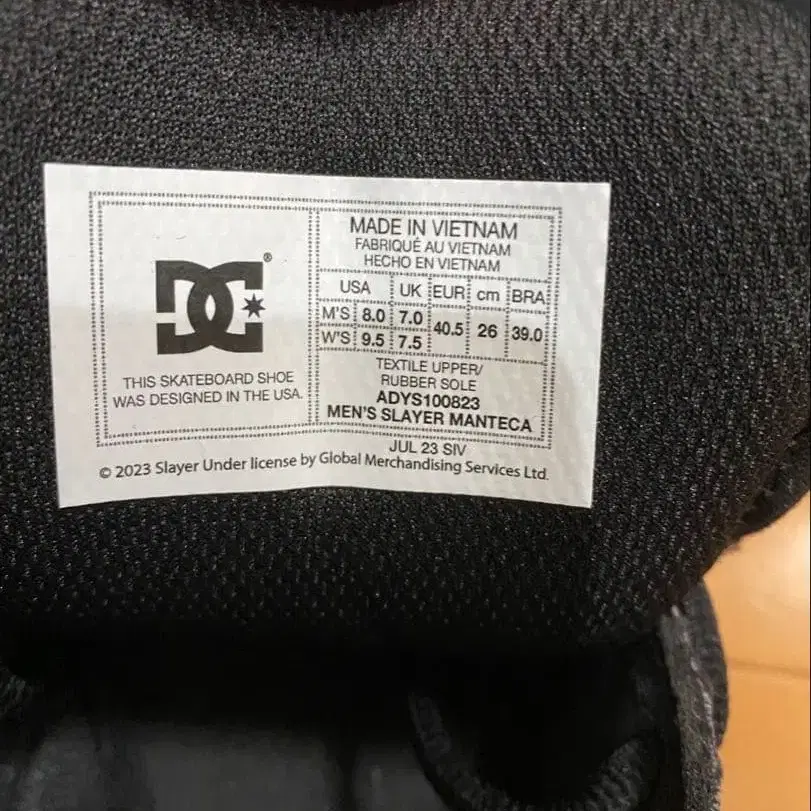 DC®
THIS SKATEBOARD SHOE
WAS DESIGNED IN THE USA.
MADE IN VIETNAM
FABRIQUÉ AU VIETNAM
HECHO EN VIETNAM
USA UK EUR cm BRA
M'S 8.0 7.0 40.5 26 39.0
W'S 9.5 7.5
TEXTILE UPPER/
RUBBER SOLE
ADYS100823
MEN'S SLAYER MANTECA
JUL 23 SIV
© 2023 Slayer Under license by Global Merchandising Services Ltd.